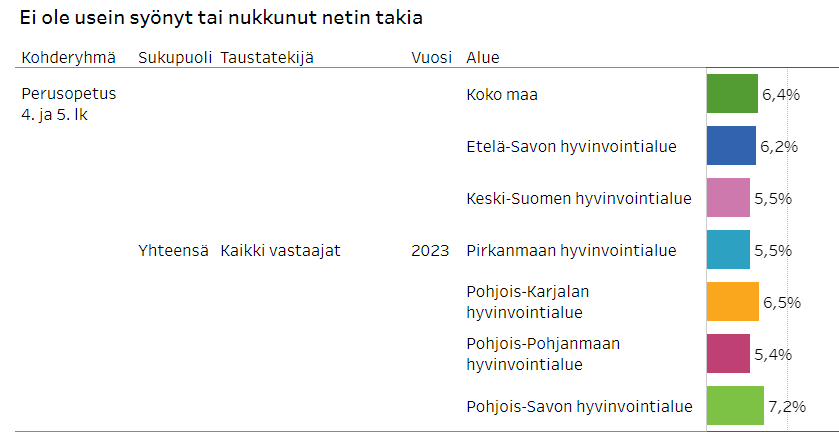 Ei ole usein syönyt tai nukkunut netin takia
Kohderyhmä Sukupuoli Taustatekijä Vuosi Alue
Perusopetus
4. ja 5. lk
Koko maa 6,4%
Etelä-Savon hyvinvointialue 6,2%
Keski-Suomen hyvinvointialue 5,5%
Yhteensä Kaikki vastaajat 2023 Pirkanmaan hyvinvointialue 5,5%
Pohjois-Karjalan
hyvinvointialue 6,5%
Pohjois-Pohjanmaan
hyvinvointialue 5,4%
Pohjois-Savon hyvinvointialue 7,2%